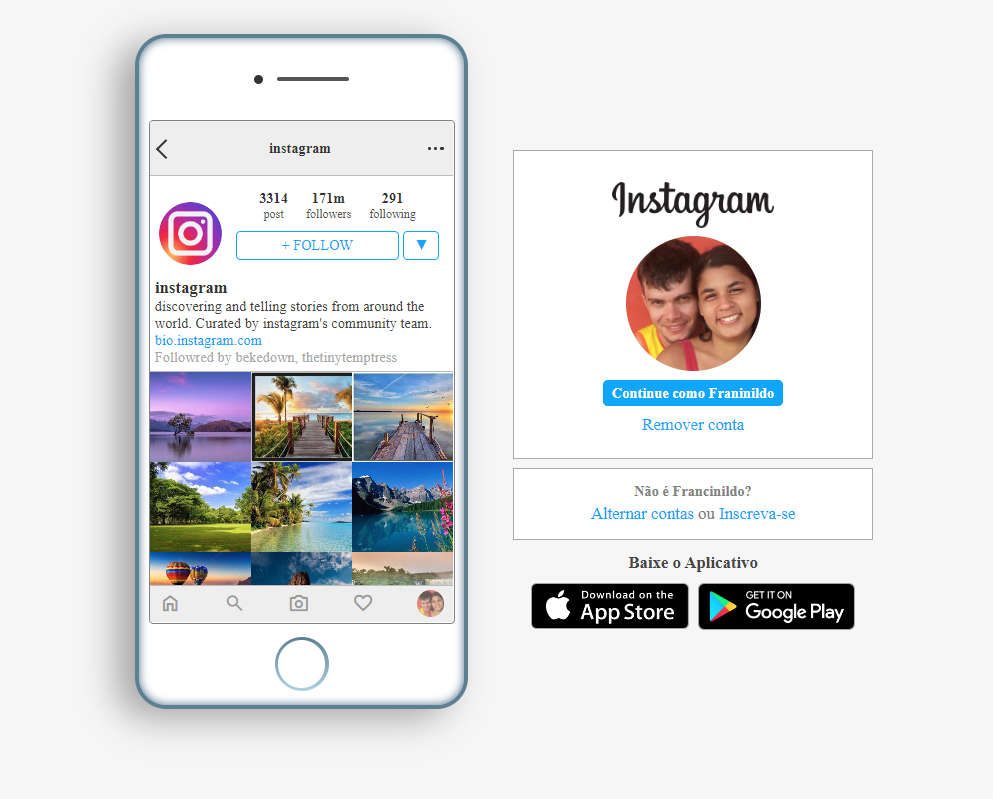 instagram
3314 171m 291
post followers following
+ FOLLOW ▼
instagram
discovering and telling stories from around the
world. Curated by instagram's community team.
bio.instagram.com
Followred by bekedown, thetinytemptress
Instagram
Continue como Franinildo
Remover conta
Não é Francinildo?
Alternar contas ou Inscreva-se
Baixe o Aplicativo
Download on the
App Store
GET IT ON
Google Play